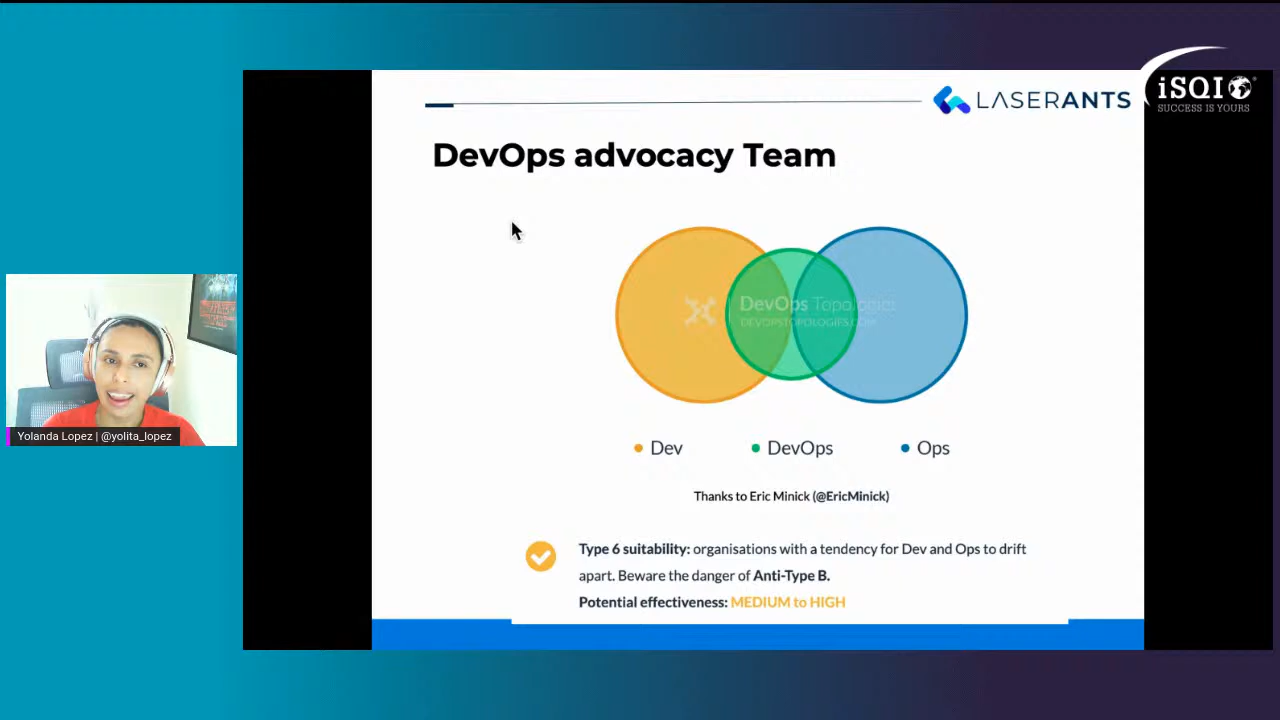 LASERANTS
iSQI
SUCCESS IS YOURS
DevOps advocacy Team
DevOps Topologies
DEVOPSTOPOLOGIES.COM
Dev
DevOps
Ops
Thanks to Eric Minick (@EricMinick)
Type 6 suitability: organisations with a tendency for Dev and Ops to drift
apart. Beware the danger of Anti-Type B.
Potential effectiveness: MEDIUM to HIGH
Yolanda Lopez | @yolita_lopez